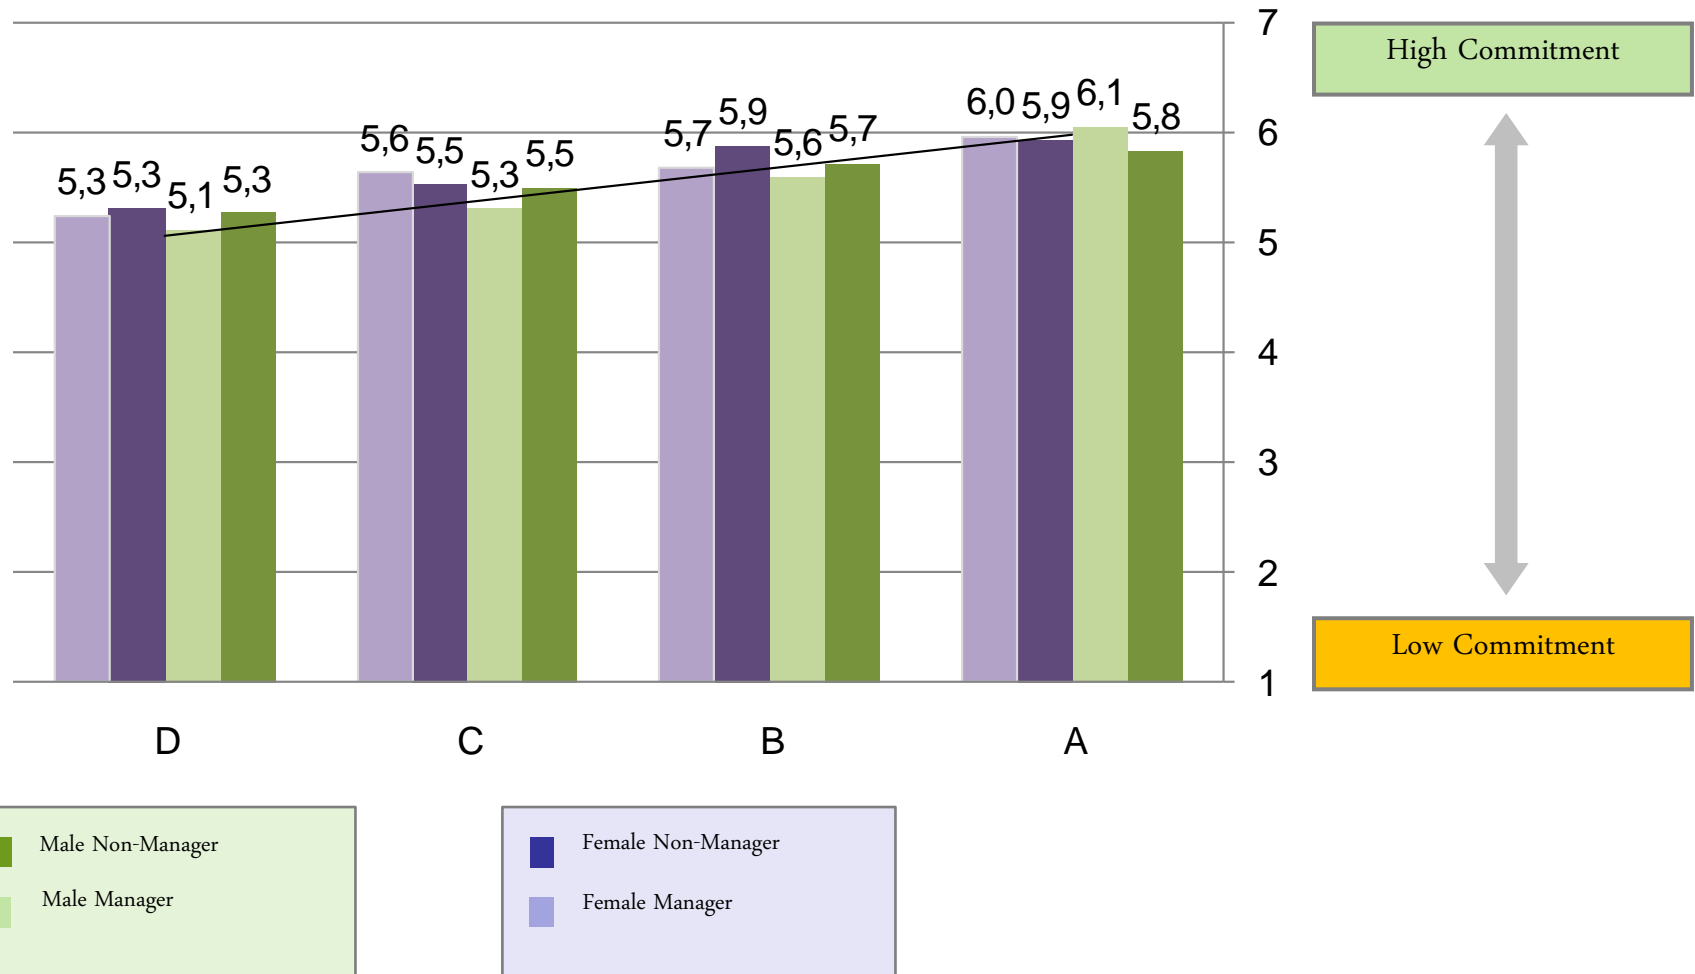 7
High Commitment
6,0 5,9 6,1 5,8
5,7 5,9 5,6 5,7
5,6 5,5 5,3 5,5
5,3 5,3 5,1 5,3
6
5
4
3
2
Low Commitment
1
D C B A
Male Non-Manager
Male Manager
Female Non-Manager
Female Manager